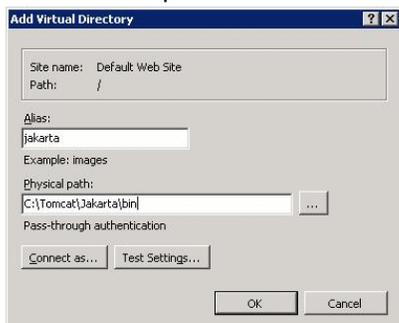 Add Virtual Directory
Site name: Default Web Site
Path: /
Alias:
jakarta
Example: images
Physical path:
C:\Tomcat\Jakarta\bin
...
Pass-through authentication
Connect as... Test Settings...
OK Cancel